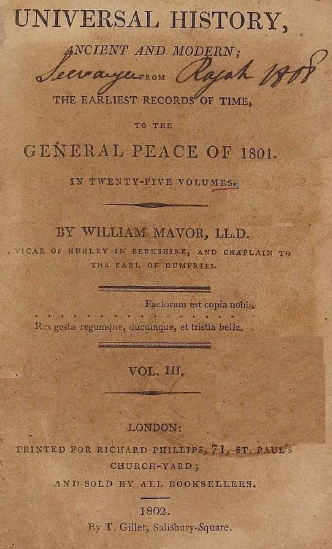 UNIVERSAL HISTORY,
ANCIENT AND MODERN;
FROM Rajah 1808
THE EARLIEST RECORDS OF TIME,
TO THE
GENERAL PEACE OF 1801.
IN TWENTY-FIVE VOLUMES.
BY WILLIAM MAVOR, LL.D.
VICAR OF HURLEY IN BERKSHIRE, AND CHAPLAIN TO
THE EARL OF DUMFRIES.
Factorum est copia nobis.
Res gestæ regumque, ducumque, et tristia bella.
VOL. III.
LONDON:
PRINTED FOR RICHARD PHILLIPS, 71, ST. PAUL'S
CHURCH-YARD;
AND SOLD BY ALL BOOKSELLERS.
1802.
By T. Gillet, Salisbury-Square.